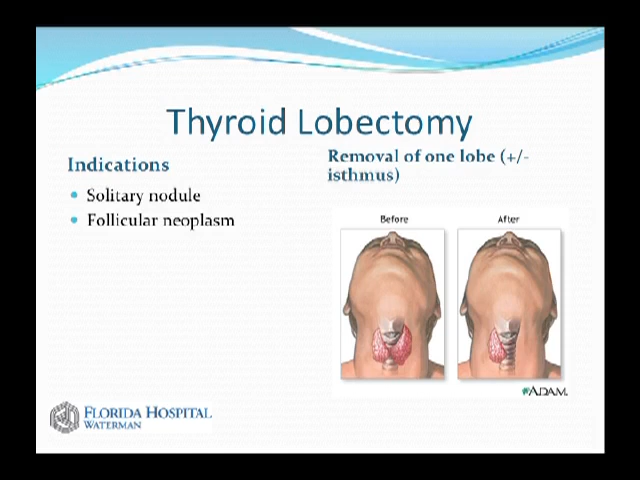 Thyroid Lobectomy
Indications
• Solitary nodule
• Follicular neoplasm
Removal of one lobe (+/-
isthmus)
Before
After
ADAM.
FLORIDA HOSPITAL
WATERMAN